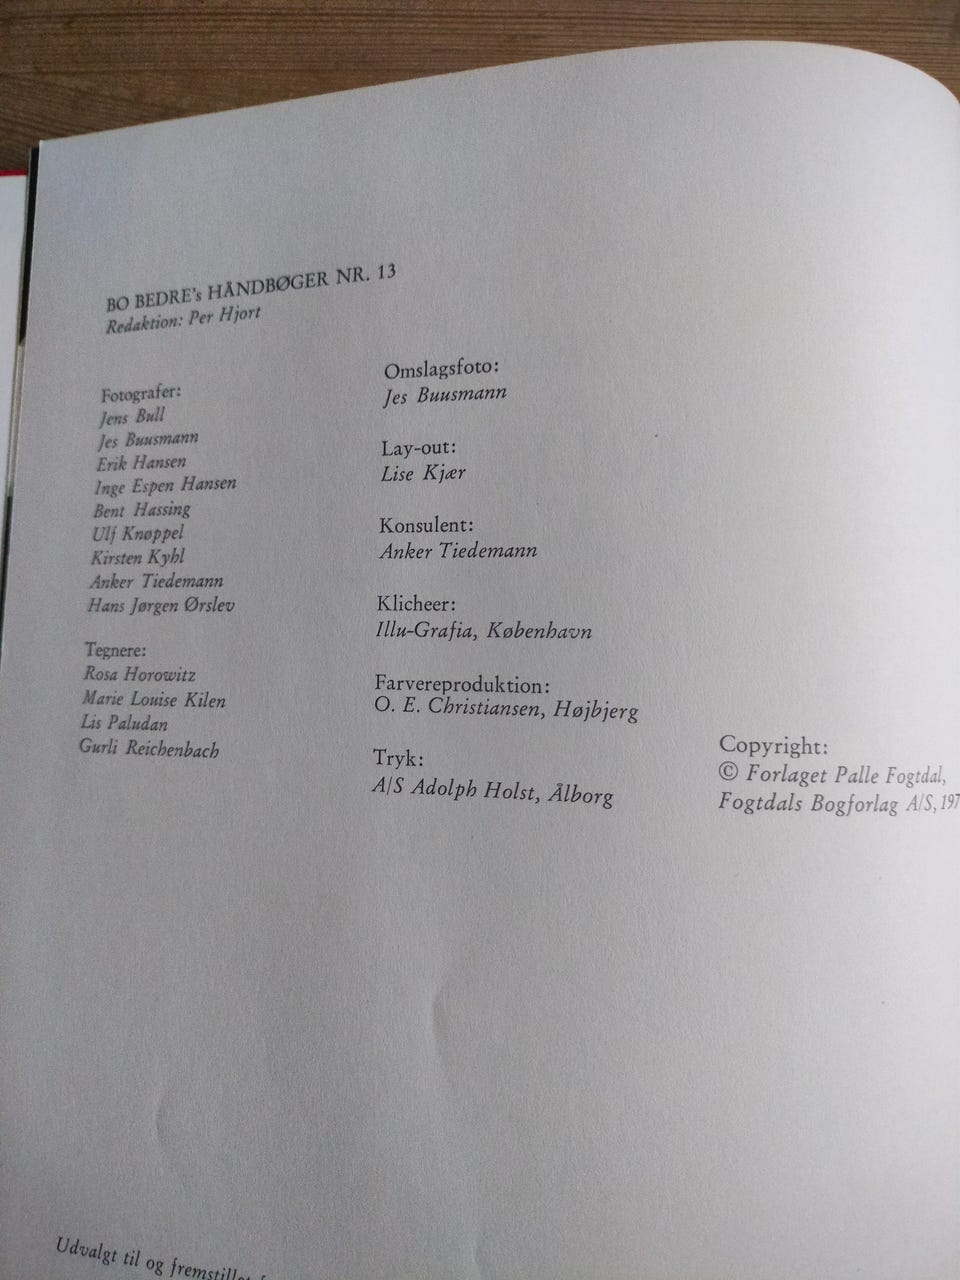 BO BEDRE's HÅNDBØGER NR. 13
Redaktion: Per Hjort
Fotografer:
Jens Bull
Jes Buusmann
Erik Hansen
Inge Espen Hansen
Bent Hassing
Ulf Knøppel
Kirsten Kyhl
Anker Tiedemann
Hans Jørgen Ørslev
Tegnere:
Rosa Horowitz
Marie Louise Kilen
Lis Paludan
Gurli Reichenbach
Omslagsfoto:
Jes Buusmann
Lay-out:
Lise Kjær
Konsulent:
Anker Tiedemann
Klicheer:
Illu-Grafia, København
Farvereproduktion:
O. E. Christiansen, Højbjerg
Tryk:
A/S Adolph Holst, Ålborg
Copyright:
© Forlaget Palle Fogtdal,
Fogtdals Bogforlag A/S, 197
Udvalgt til og fremstillet